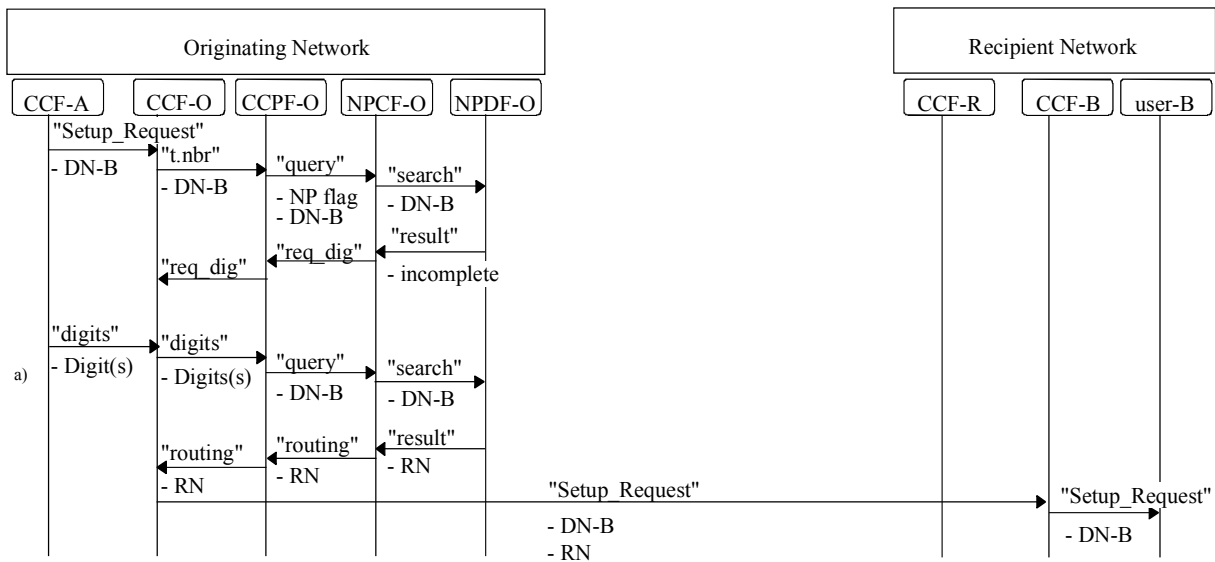 Originating Network
Recipient Network
CCF-A CCF-O CCPF-O NPCF-O NPDF-O CCF-R CCF-B user-B
"Setup_Request"
- DN-B
"t.nbr"
- DN-B
"query"
- NP flag
- DN-B
"search"
- DN-B
"result"
- incomplete
"req_dig"
"req_dig"
"digits"
a)
- Digit(s)
"digits"
- Digits(s)
"query"
- DN-B
"search"
- DN-B
"result"
- RN
"routing"
- RN
"routing"
- RN
"Setup_Request"
- DN-B
- RN
"Setup_Request"
- DN-B